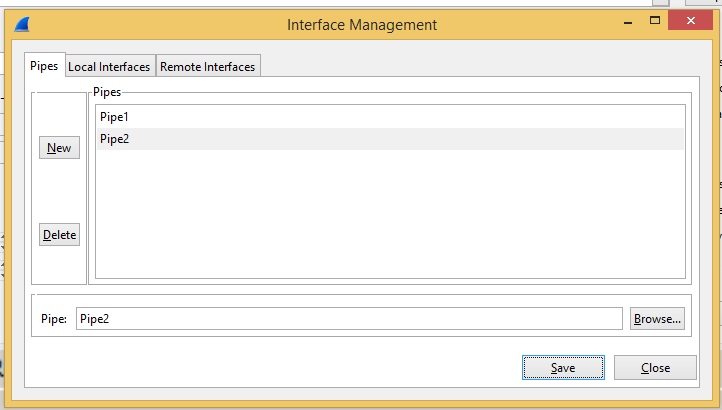 Interface Management
Pipes Local Interfaces Remote Interfaces
Pipes
Pipe1
Pipe2
New
Delete
Pipe: Pipe2 Browse...
Save Close